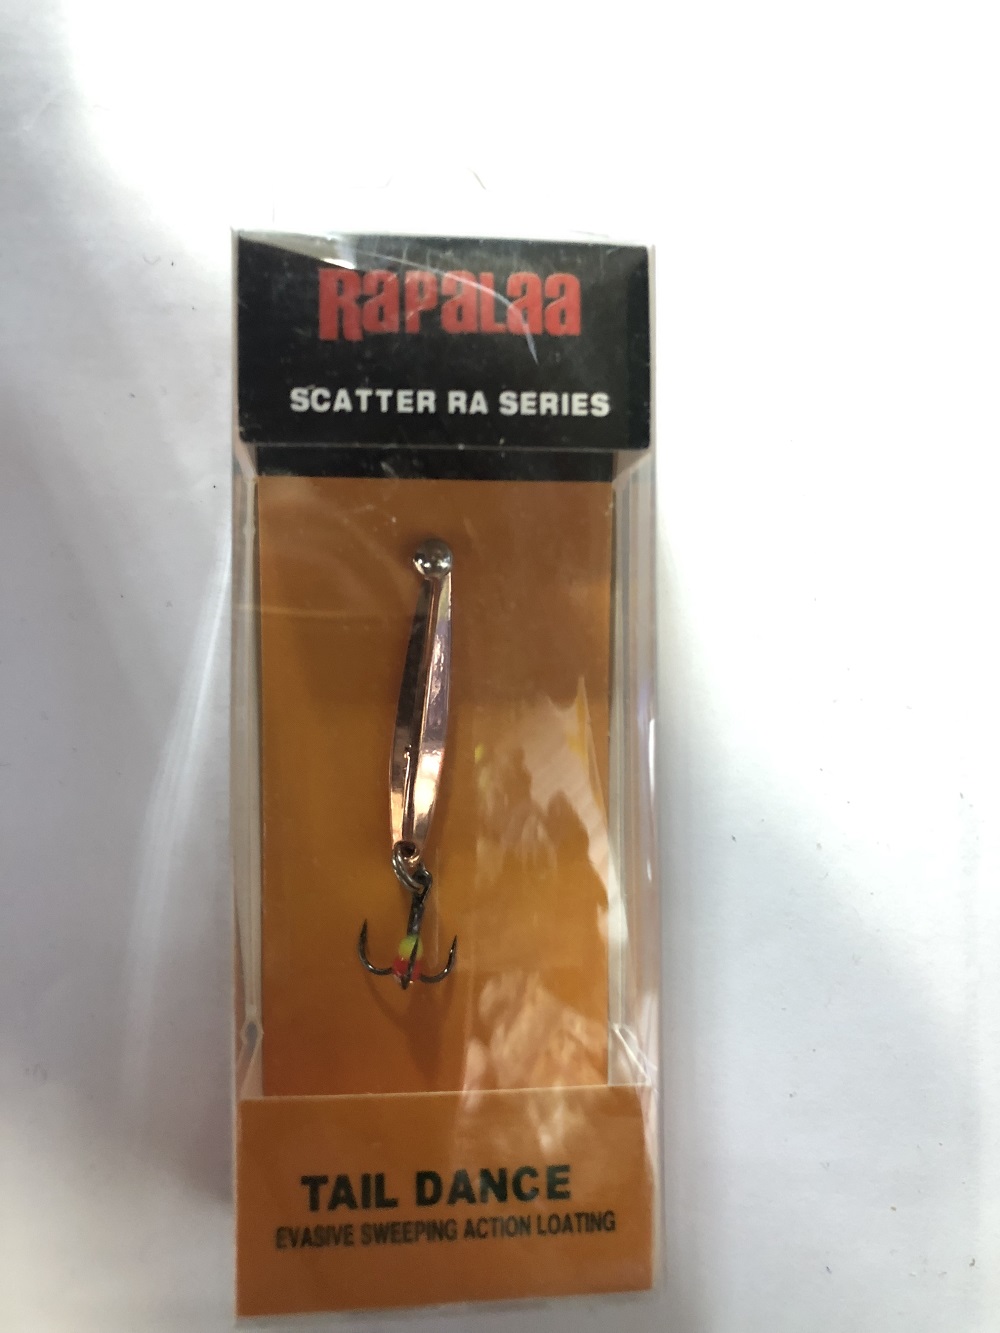 RAPALAA
SCATTER RA SERIES
TAIL DANCE
EVASIVE SWEEPING ACTION LOATING